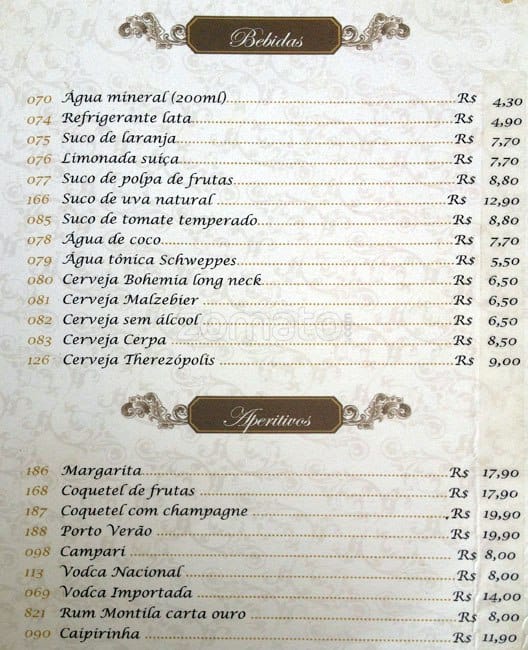 Bebidas
070 Água mineral (200ml) R$ 4,30
074 Refrigerante lata R$ 4,90
075 Suco de laranja R$ 7,70
076 Limonada suíça R$ 7,70
077 Suco de polpa de frutas R$ 8,80
166 Suco de uva natural R$ 12,90
085 Suco de tomate temperado R$ 8,80
078 Água de coco R$ 7,70
079 Água tônica Schweppes R$ 5,50
080 Cerveja Bohemia long neck R$ 6,50
081 Cerveja Malzebier R$ 6,50
082 Cerveja sem álcool R$ 6,50
zomato
083 Cerveja Cerpa R$ 8,50
126 Cerveja Therezópolis R$ 9,00
Aperitivos
186 Margarita R$ 17,90
168 Coquetel de frutas R$ 17,90
187 Coquetel com champagne R$ 19,90
188 Porto Verão R$ 19,90
098 Campari R$ 8,00
113 Vodca Nacional R$ 8,00
069 Vodca Importada R$ 14,00
821 Rum Montila carta ouro R$ 8,00
090 Caipirinha R$ 11,90